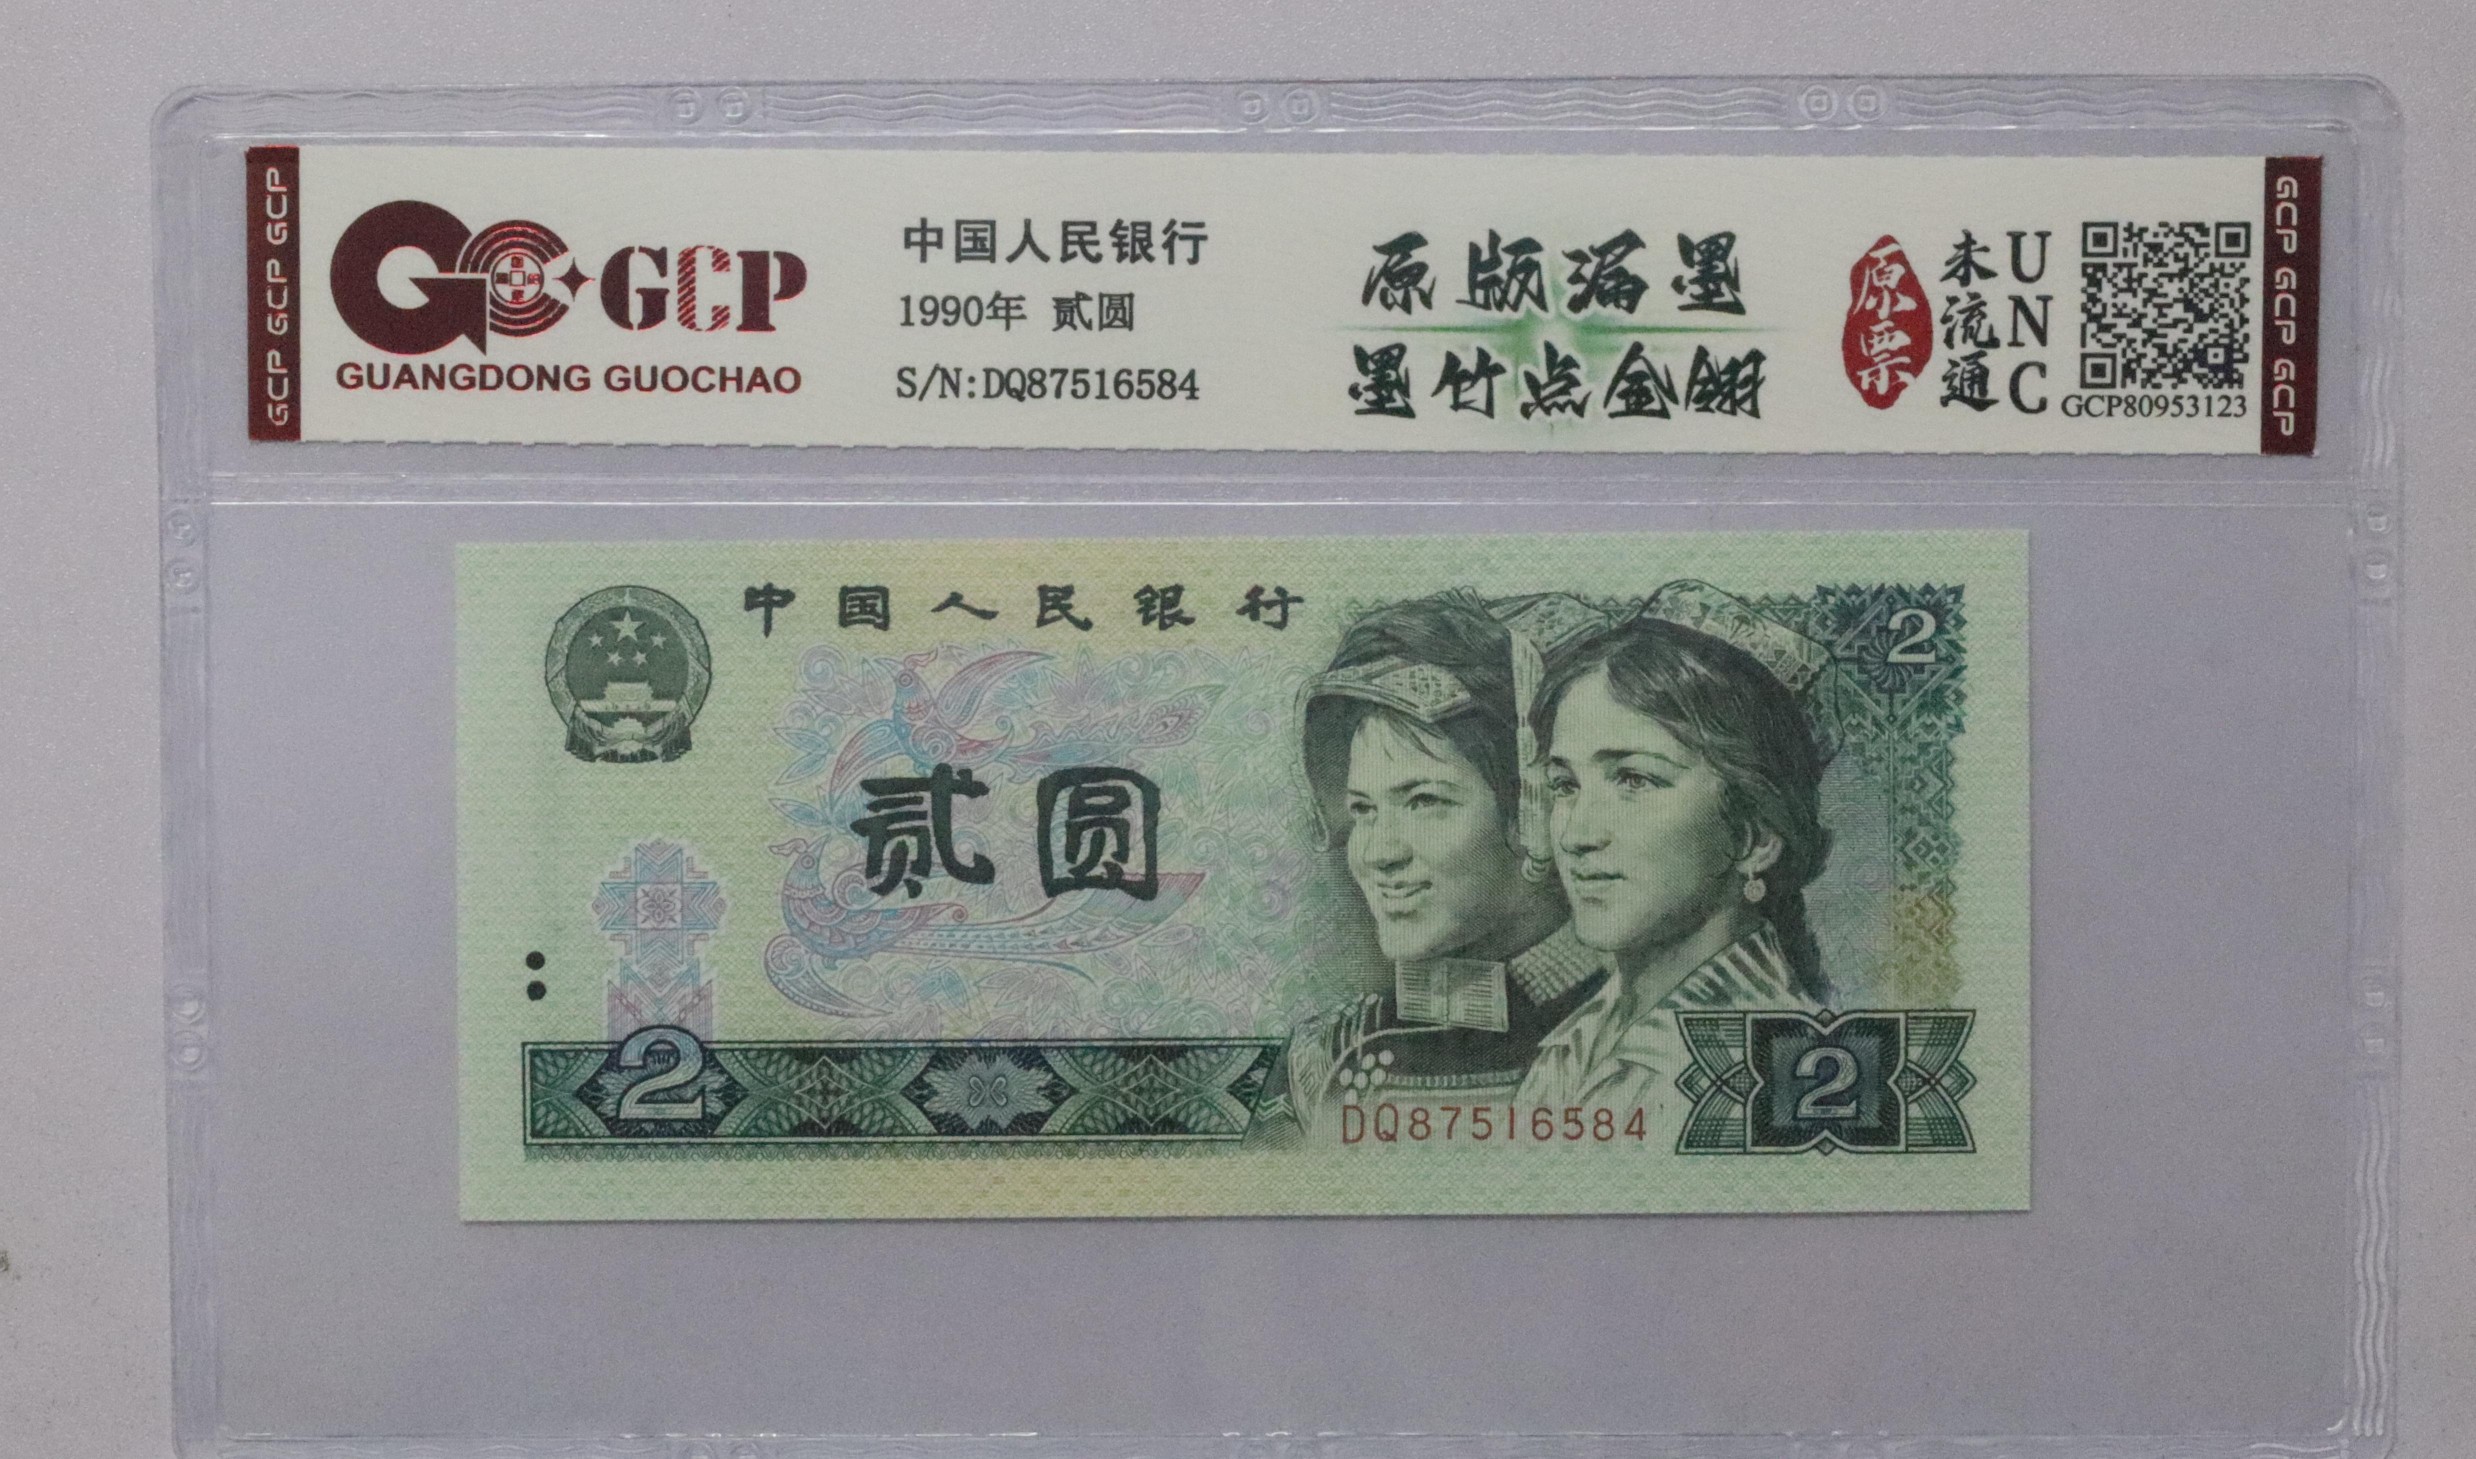 GCP GCP GCP
GCP
GUANGDONG GUOCHAO
中国人民银行
1990年 贰圆
S/N:DQ87516584
原版漏墨
墨竹点金翎
原票
未流通
UNC
GCP80953123
GCP GCP GCP
中国人民银行
2
贰圆
2
DQ87516584
2